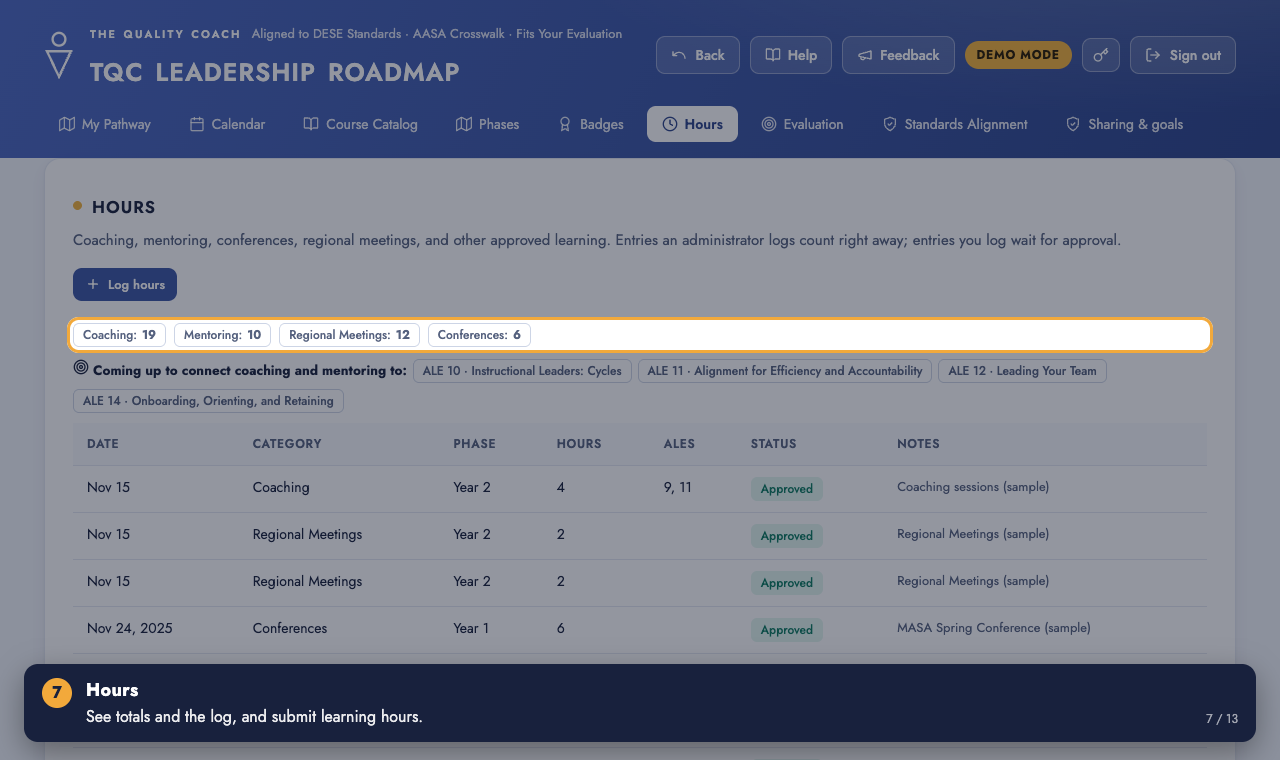 THE QUALITY COACH Aligned to DESE Standards · AASA Crosswalk · Fits Your Evaluation
TQC LEADERSHIP ROADMAP
Back Help Feedback DEMO MODE Sign out
My Pathway Calendar Course Catalog Phases Badges Hours Evaluation Standards Alignment Sharing & goals
HOURS
Coaching, mentoring, conferences, regional meetings, and other approved learning. Entries an administrator logs count right away; entries you log wait for approval.
+ Log hours
Coaching: 19 Mentoring: 10 Regional Meetings: 12 Conferences: 6
Coming up to connect coaching and mentoring to: ALE 10 · Instructional Leaders: Cycles ALE 11 · Alignment for Efficiency and Accountability ALE 12 · Leading Your Team
ALE 14 · Onboarding, Orienting, and Retaining
DATE CATEGORY PHASE HOURS ALES STATUS NOTES
Nov 15 Coaching Year 2 4 9, 11 Approved Coaching sessions (sample)
Nov 15 Regional Meetings Year 2 2 Approved Regional Meetings (sample)
Nov 15 Regional Meetings Year 2 2 Approved Regional Meetings (sample)
Nov 24, 2025 Conferences Year 1 6 Approved MASA Spring Conference (sample)
7 Hours
See totals and the log, and submit learning hours.
7 / 13